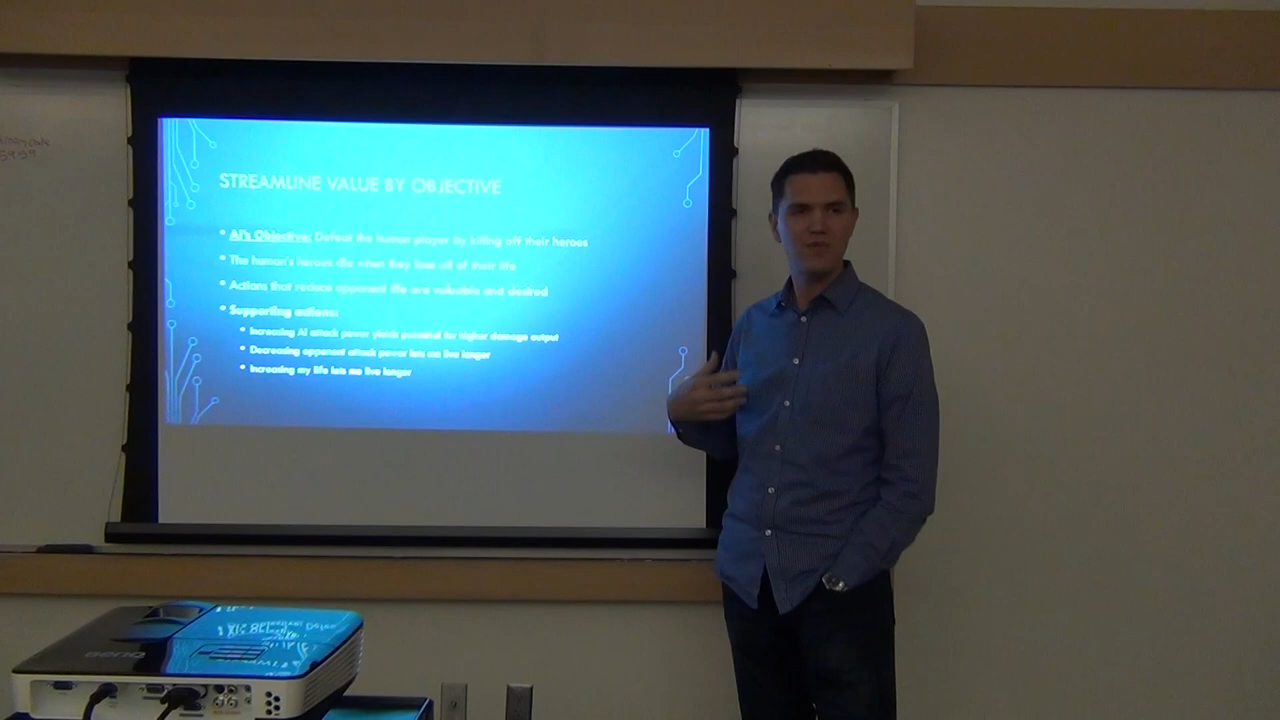 5959
STREAMLINE VALUE BY OBJECTIVE
• AI's Objective: Defeat the human player by killing off their heroes
• The human's heroes die when they lose all of their life
• Actions that reduce opponent life are valuable and desired
• Supporting actions:
• Increasing AI attack power yields potential for higher damage output
• Decreasing opponent attack power lets me live longer
• Increasing my life lets me live longer
BenQ